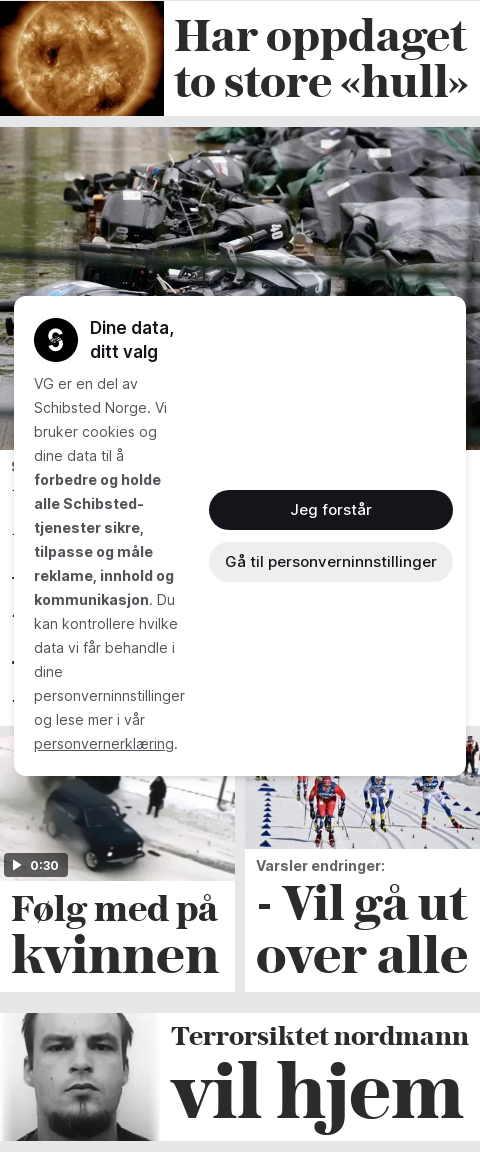 Har oppdaget
to store «hull»
40
Dine data,
ditt valg
VG er en del av
Schibsted Norge. Vi
bruker cookies og
dine data til å
forbedre og holde
alle Schibsted-
tjenester sikre,
tilpasse og måle
reklame, innhold og
kommunikasjon. Du
kan kontrollere hvilke
data vi får behandle i
dine
personverninnstillinger
og lese mer i vår
personvernerklæring.
Jeg forstår
Gå til personverninnstillinger
0:30
Følg med på
kvinnen
Varsler endringer:
- Vil gå ut
over alle
Terrorsiktet nordmann
vil hjem